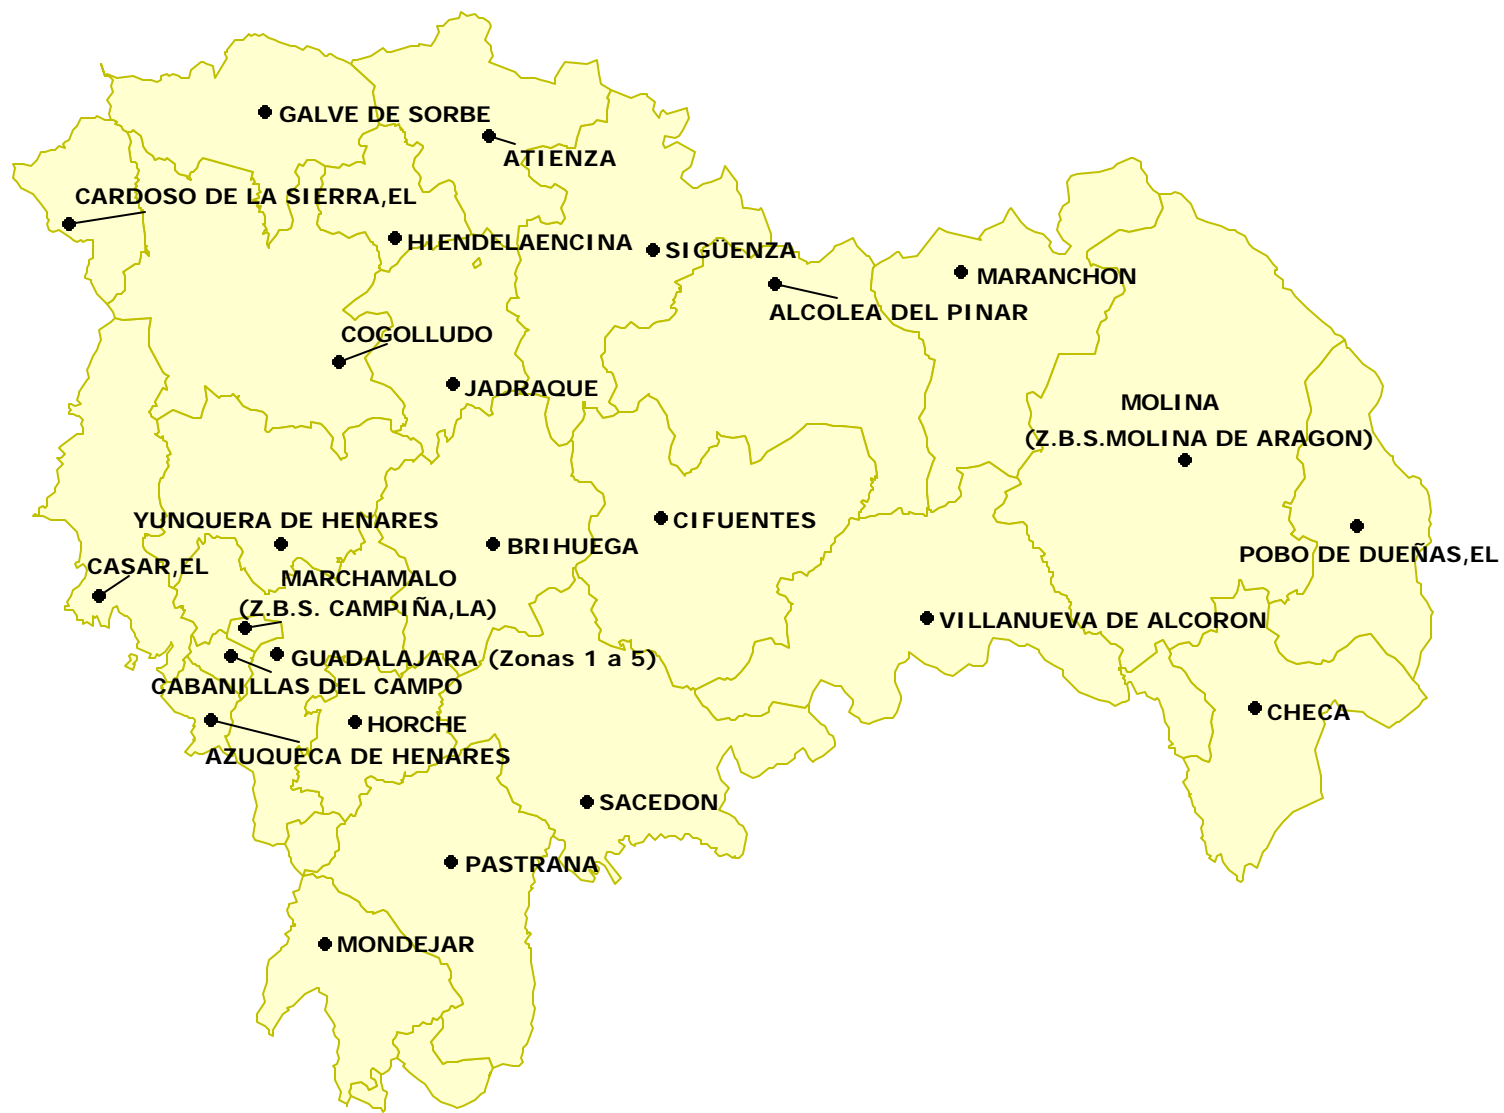 GALVE DE SORBE
ATIENZA
CARDOSO DE LA SIERRA,EL
HIENDELAENCINA
SIGÜENZA
MARANCHON
ALCOLEA DEL PINAR
COGOLLUDO
JADRAQUE
MOLINA
(Z.B.S.MOLINA DE ARAGON)
YUNQUERA DE HENARES
CIFUENTES
BRIHUEGA
POBO DE DUEÑAS,EL
CASAR,EL
MARCHAMALO
(Z.B.S. CAMPIÑA,LA)
VILLANUEVA DE ALCORON
GUADALAJARA (Zonas 1 a 5)
CABANILLAS DEL CAMPO
CHECA
HORCHE
AZUQUECA DE HENARES
SACEDON
PASTRANA
MONDEJAR